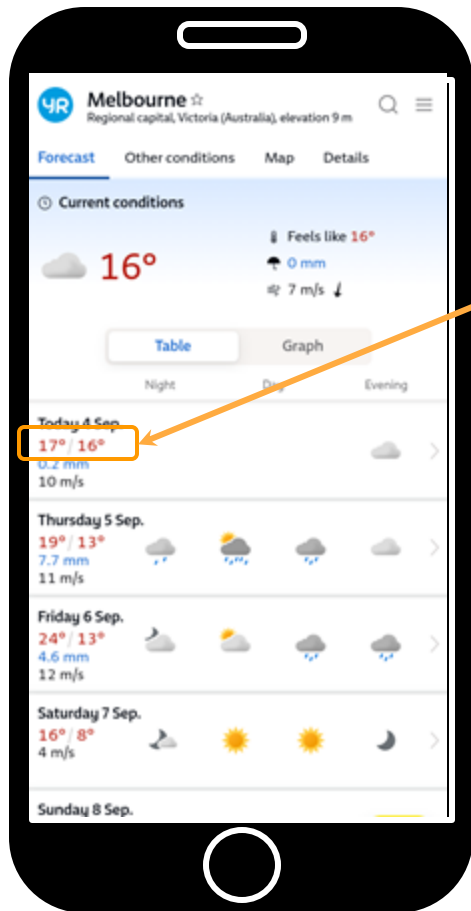 YR
Melbourne
Regional capital, Victoria (Australia), elevation 9 m
Forecast Other conditions Map Details
Current conditions
16°
Feels like 16°
0 mm
7 m/s
Table Graph
Night Day Evening
Today 4 Sep.
17° / 16°
0.2 mm
10 m/s
Thursday 5 Sep.
19° / 13°
7.7 mm
11 m/s
Friday 6 Sep.
24° / 13°
4.6 mm
12 m/s
Saturday 7 Sep.
16° / 8°
4 m/s
Sunday 8 Sep.